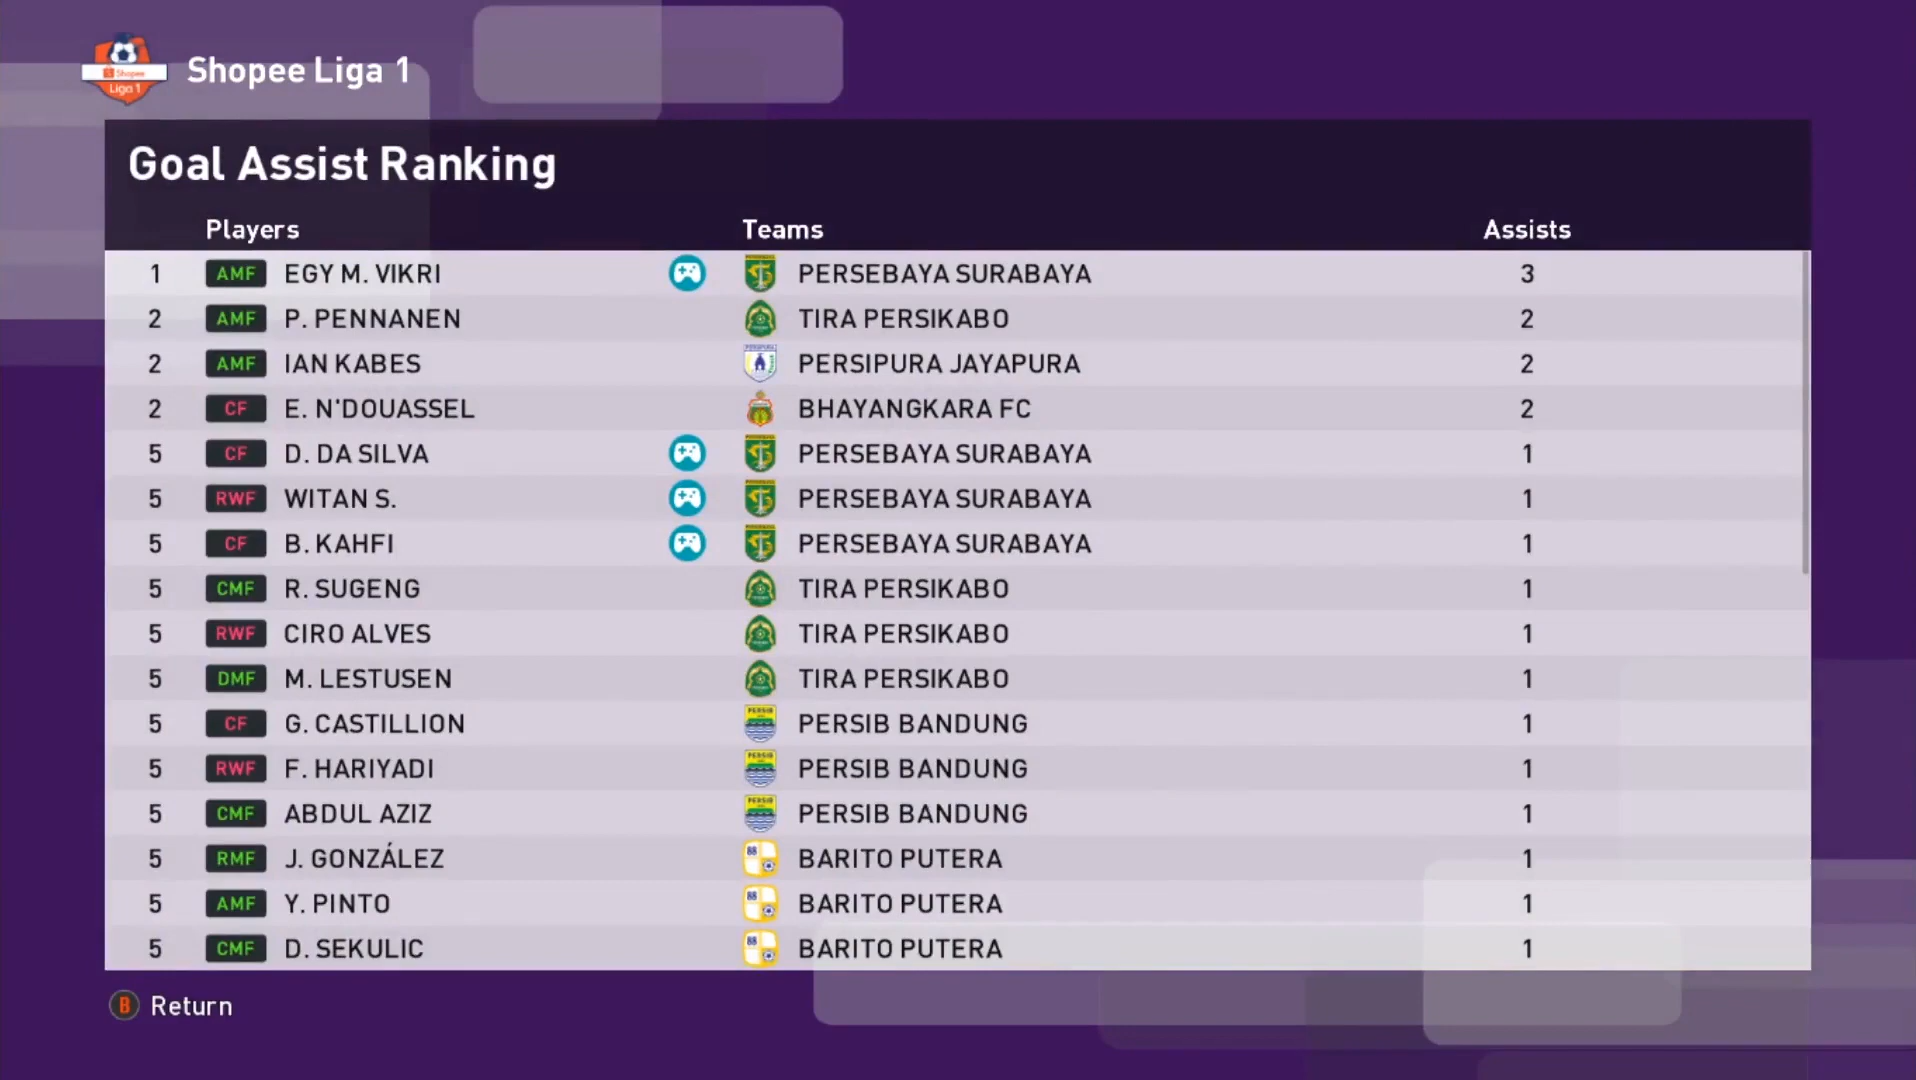 Shopee Liga 1
Shopee
Liga 1
Goal Assist Ranking
Players Teams Assists
1 AMF EGY M. VIKRI PERSEBAYA SURABAYA 3
2 AMF P. PENNANEN TIRA PERSIKABO 2
2 AMF IAN KABES PERSIPURA JAYAPURA 2
2 CF E. N'DOUASSEL BHAYANGKARA FC 2
5 CF D. DA SILVA PERSEBAYA SURABAYA 1
5 RWF WITAN S. PERSEBAYA SURABAYA 1
5 CF B. KAHFI PERSEBAYA SURABAYA 1
5 CMF R. SUGENG TIRA PERSIKABO 1
5 RWF CIRO ALVES TIRA PERSIKABO 1
5 DMF M. LESTUSEN TIRA PERSIKABO 1
5 CF G. CASTILLION PERSIB BANDUNG 1
5 RWF F. HARIYADI PERSIB BANDUNG 1
5 CMF ABDUL AZIZ PERSIB BANDUNG 1
5 RMF J. GONZÁLEZ BARITO PUTERA 1
5 AMF Y. PINTO BARITO PUTERA 1
5 CMF D. SEKULIC BARITO PUTERA 1
B Return